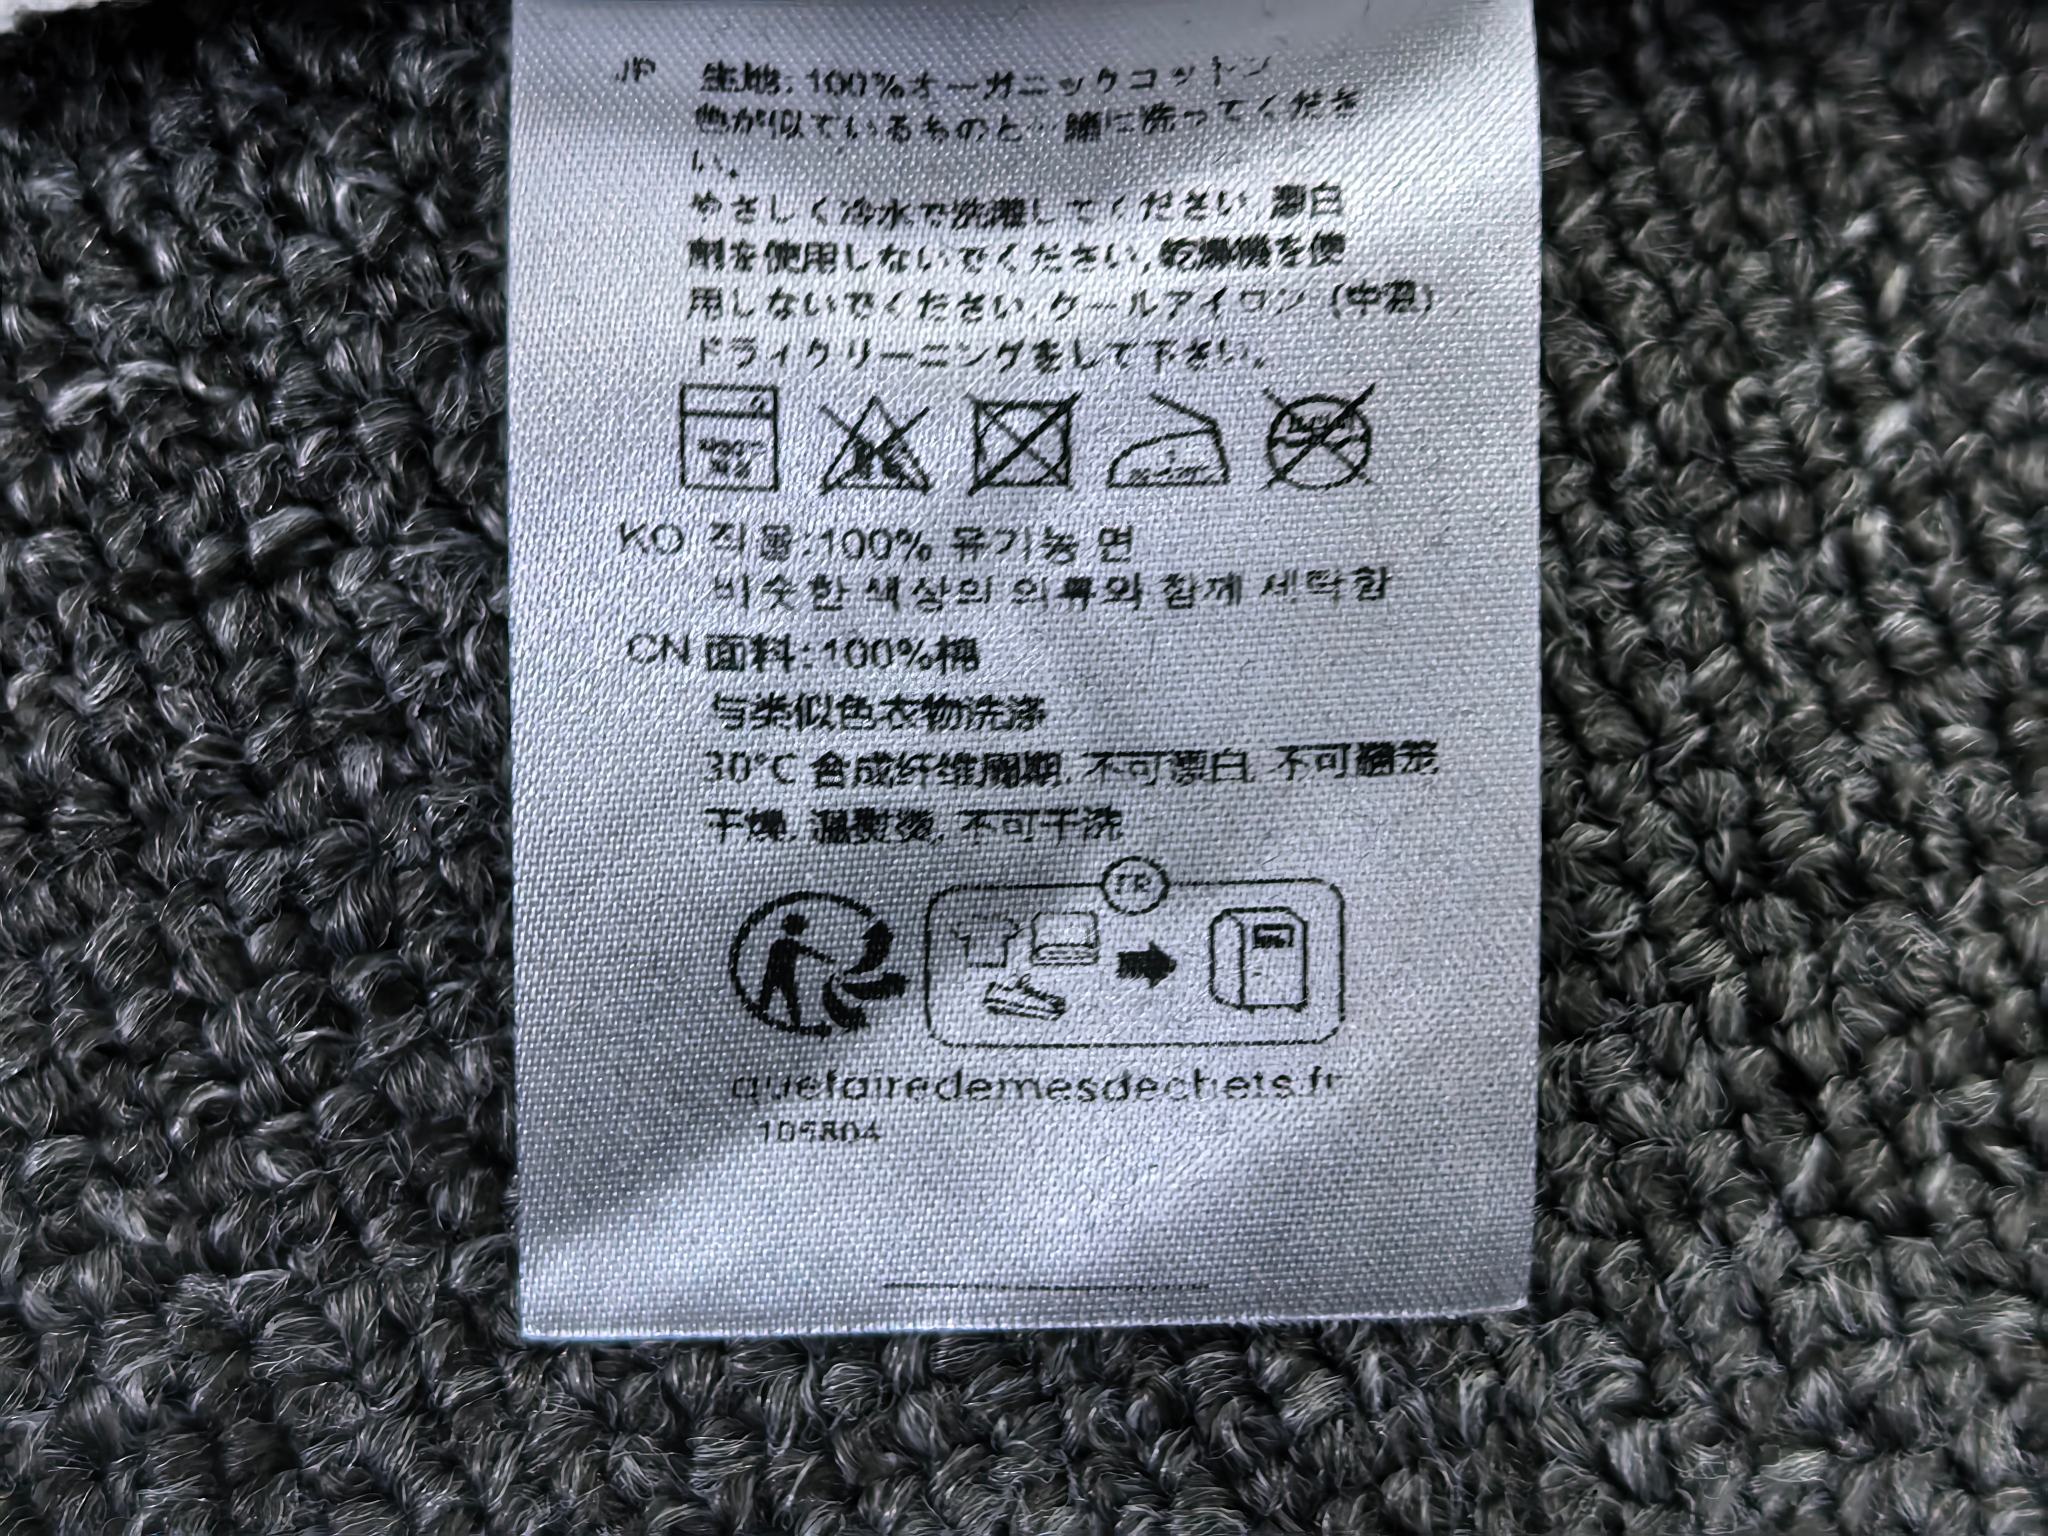 JP 生地: 100%オーガニックコットン
色が似ているものと一緒に洗ってくださ
い。
やさしく冷水で洗濯してください, 漂白
剤を使用しないでください, 乾燥機を使
用しないでください, クールアイロン (中温)
ドライクリーニングをして下さい。
KO 직물:100% 유기농 면
비슷한 색상의 의류와 함께 세탁함
CN 面料:100%棉
与类似色衣物洗涤
30°C 合成纤维周期, 不可漂白, 不可翻笼
干燥, 温熨烫, 不可干洗
FR
quefairedemesdechets.fr